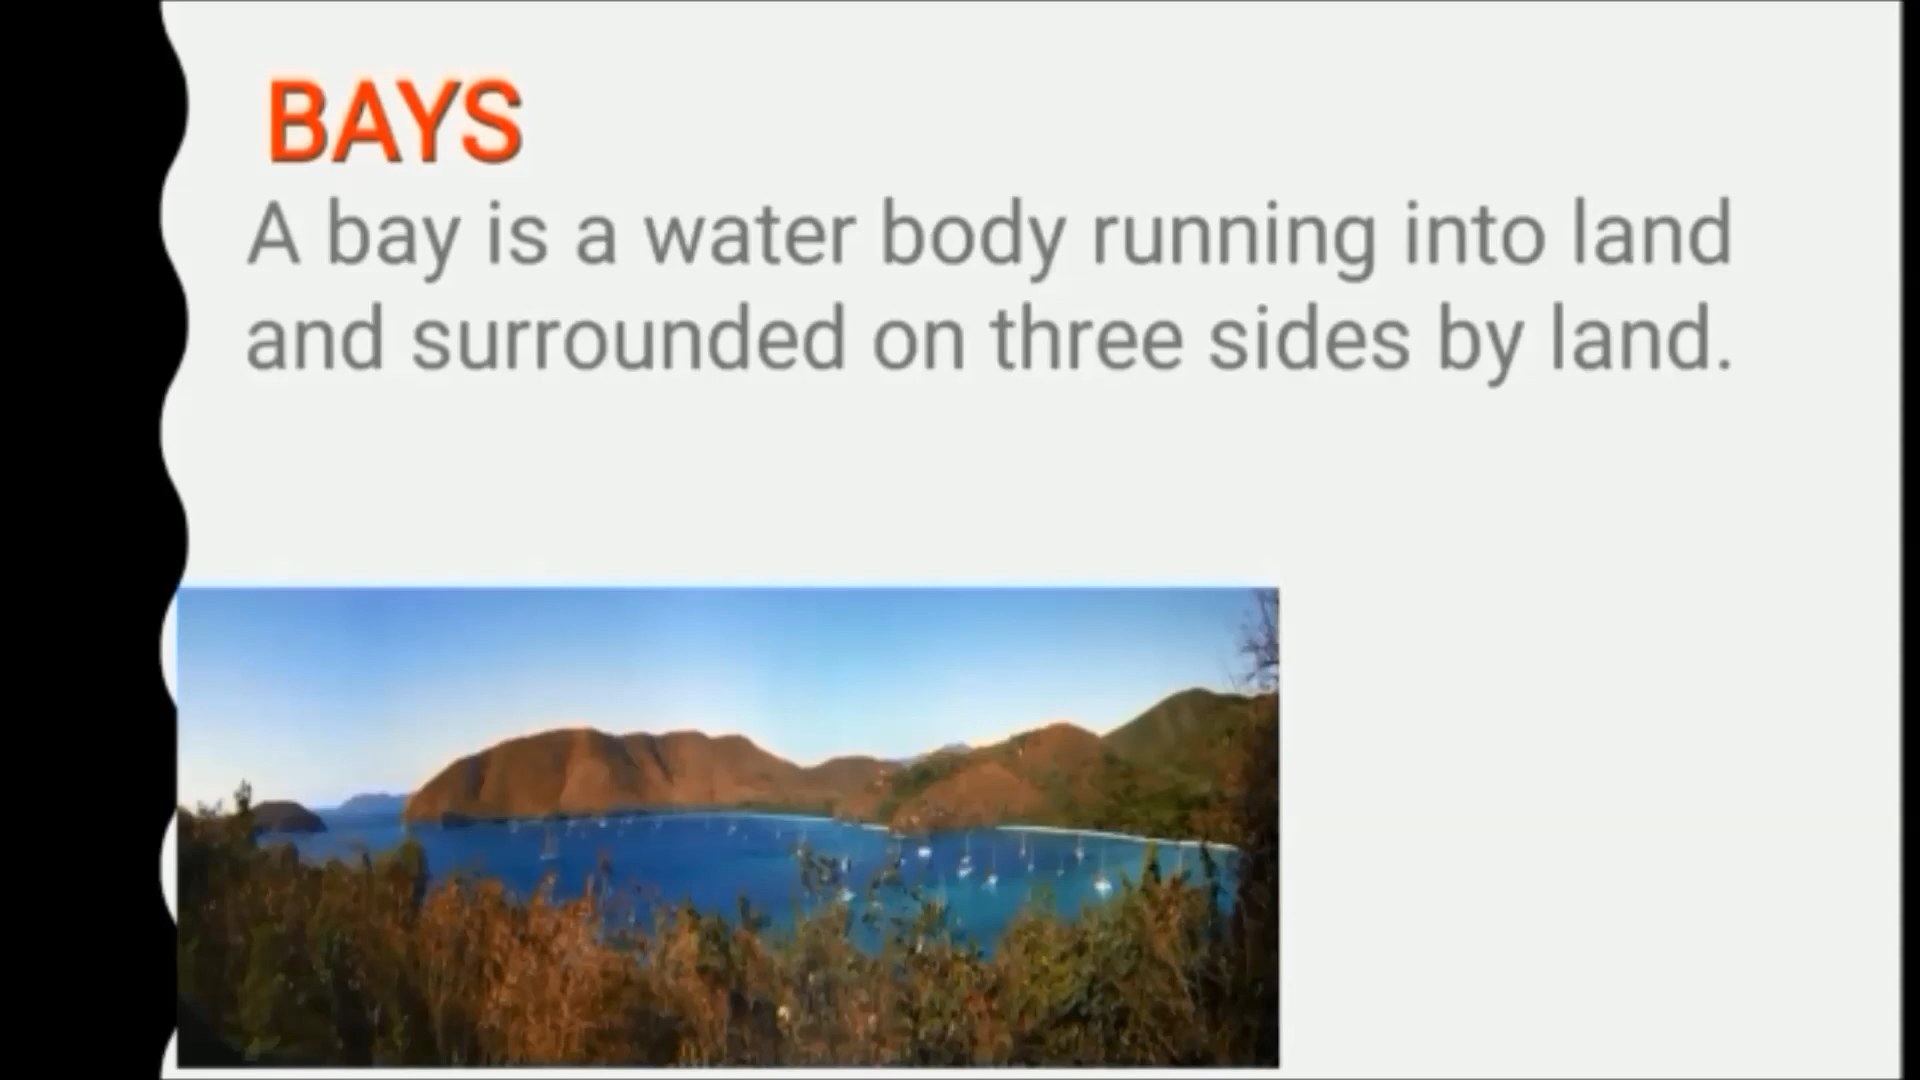 BAYS
A bay is a water body running into land
and surrounded on three sides by land.